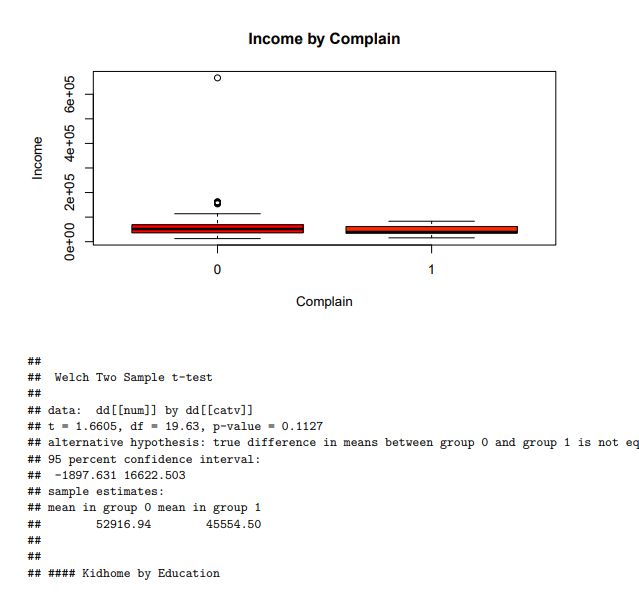 Income by Complain
Income
0e+00 2e+05 4e+05 6e+05
0 1
Complain
##
## Welch Two Sample t-test
##
## data: dd[[num]] by dd[[catv]]
## t = 1.6605, df = 19.63, p-value = 0.1127
## alternative hypothesis: true difference in means between group 0 and group 1 is not eq
## 95 percent confidence interval:
## -1897.631 16622.503
## sample estimates:
## mean in group 0 mean in group 1
## 52916.94 45554.50
##
##
## #### Kidhome by Education